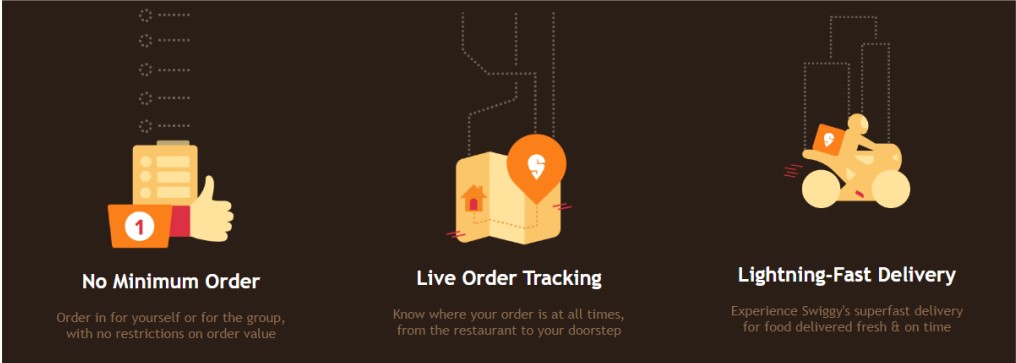 1
No Minimum Order
Order in for yourself or for the group,
with no restrictions on order value
Live Order Tracking
Know where your order is at all times,
from the restaurant to your doorstep
Lightning-Fast Delivery
Experience Swiggy's superfast delivery
for food delivered fresh & on time